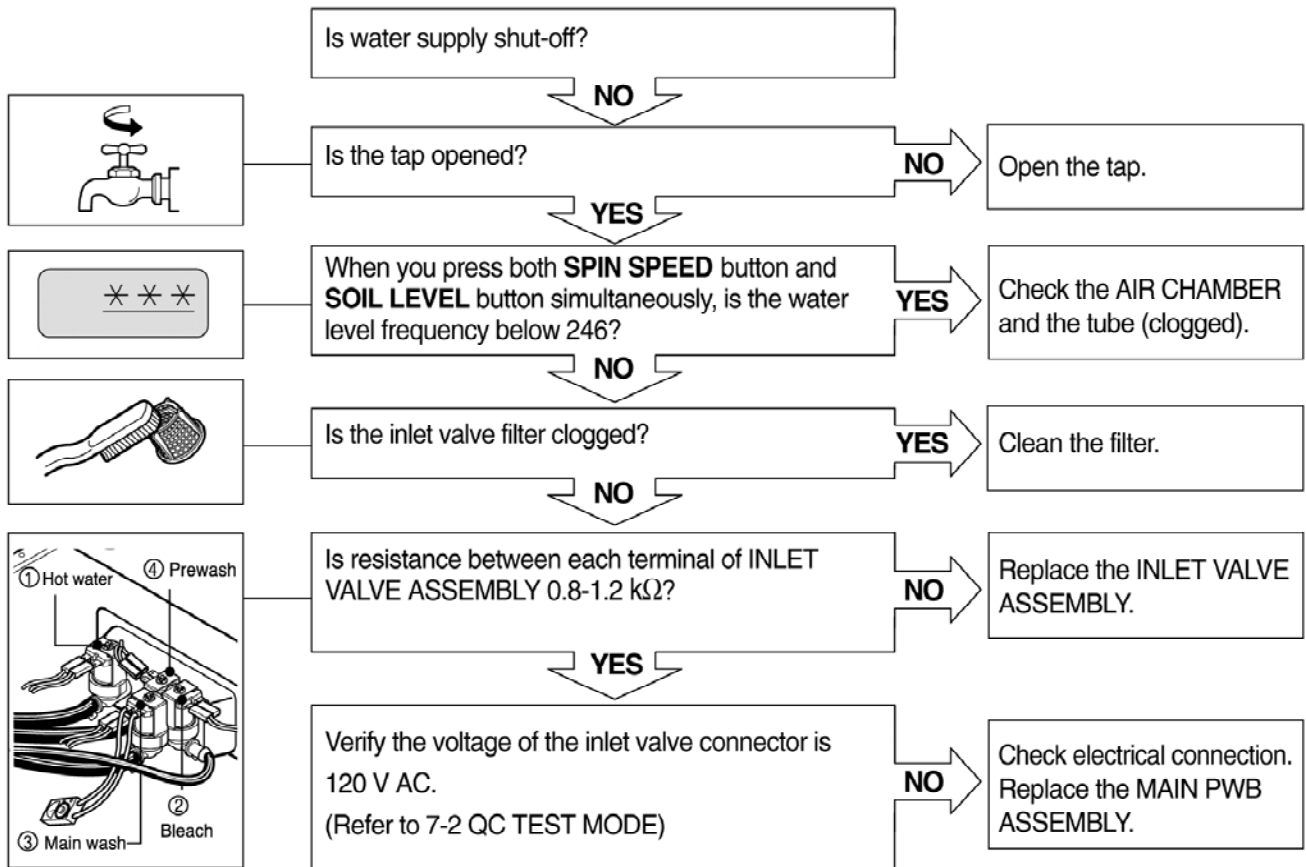 Is water supply shut-off?
NO
Is the tap opened?
NO
Open the tap.
YES
* * *
When you press both SPIN SPEED button and
SOIL LEVEL button simultaneously, is the water
level frequency below 246?
YES
Check the AIR CHAMBER
and the tube (clogged).
NO
Is the inlet valve filter clogged?
YES
Clean the filter.
NO
① Hot water
④ Prewash
② Bleach
③ Main wash
Is resistance between each terminal of INLET
VALVE ASSEMBLY 0.8-1.2 kΩ?
NO
Replace the INLET VALVE
ASSEMBLY.
YES
Verify the voltage of the inlet valve connector is
120 V AC.
(Refer to 7-2 QC TEST MODE)
NO
Check electrical connection.
Replace the MAIN PWB
ASSEMBLY.